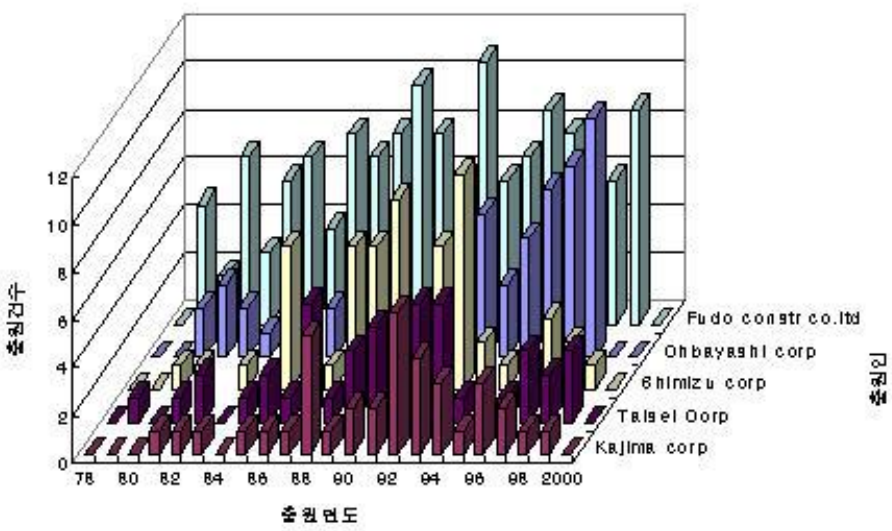 12
10
8
6
4
2
0
출원건수
78 80 82 84 86 88 90 92 94 96 98 2000
출원연도
Fudo constr co.ltd
Ohbayashi corp
Shimizu corp
Taisei Corp
Kajima corp
출원인